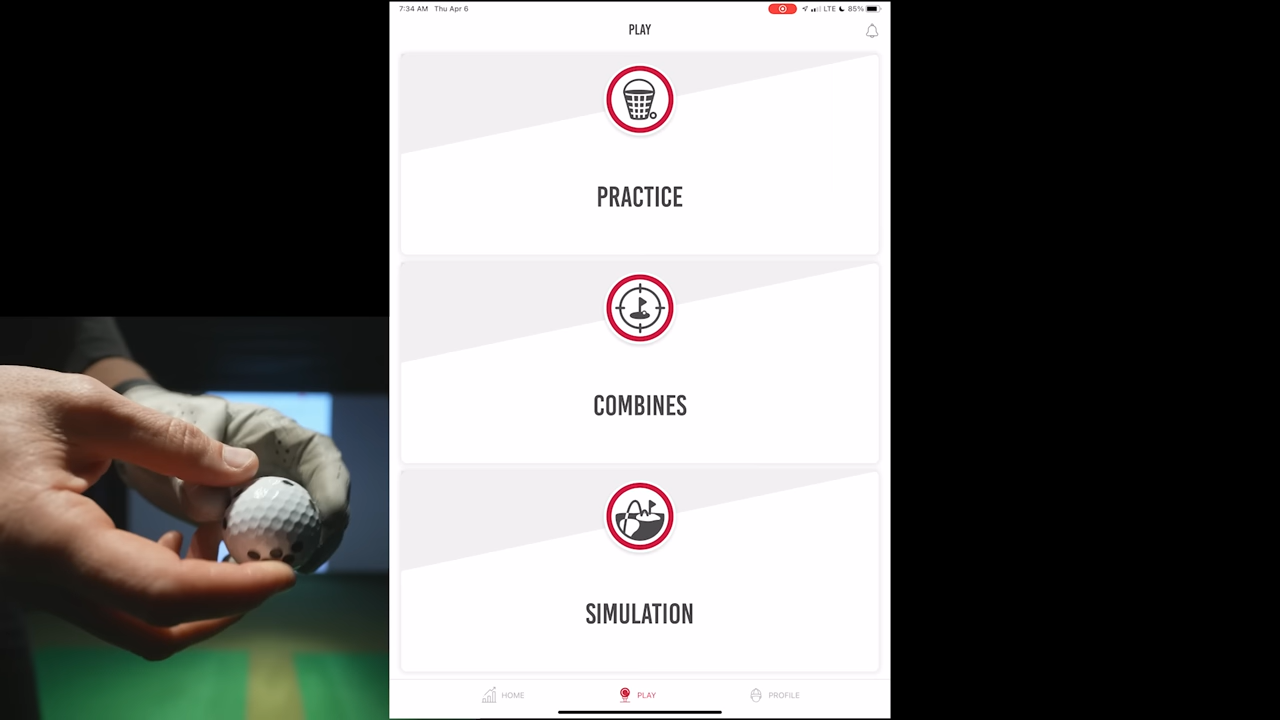 7:34 AM Thu Apr 6
LTE 85%
PLAY
PRACTICE
COMBINES
SIMULATION
HOME PLAY PROFILE